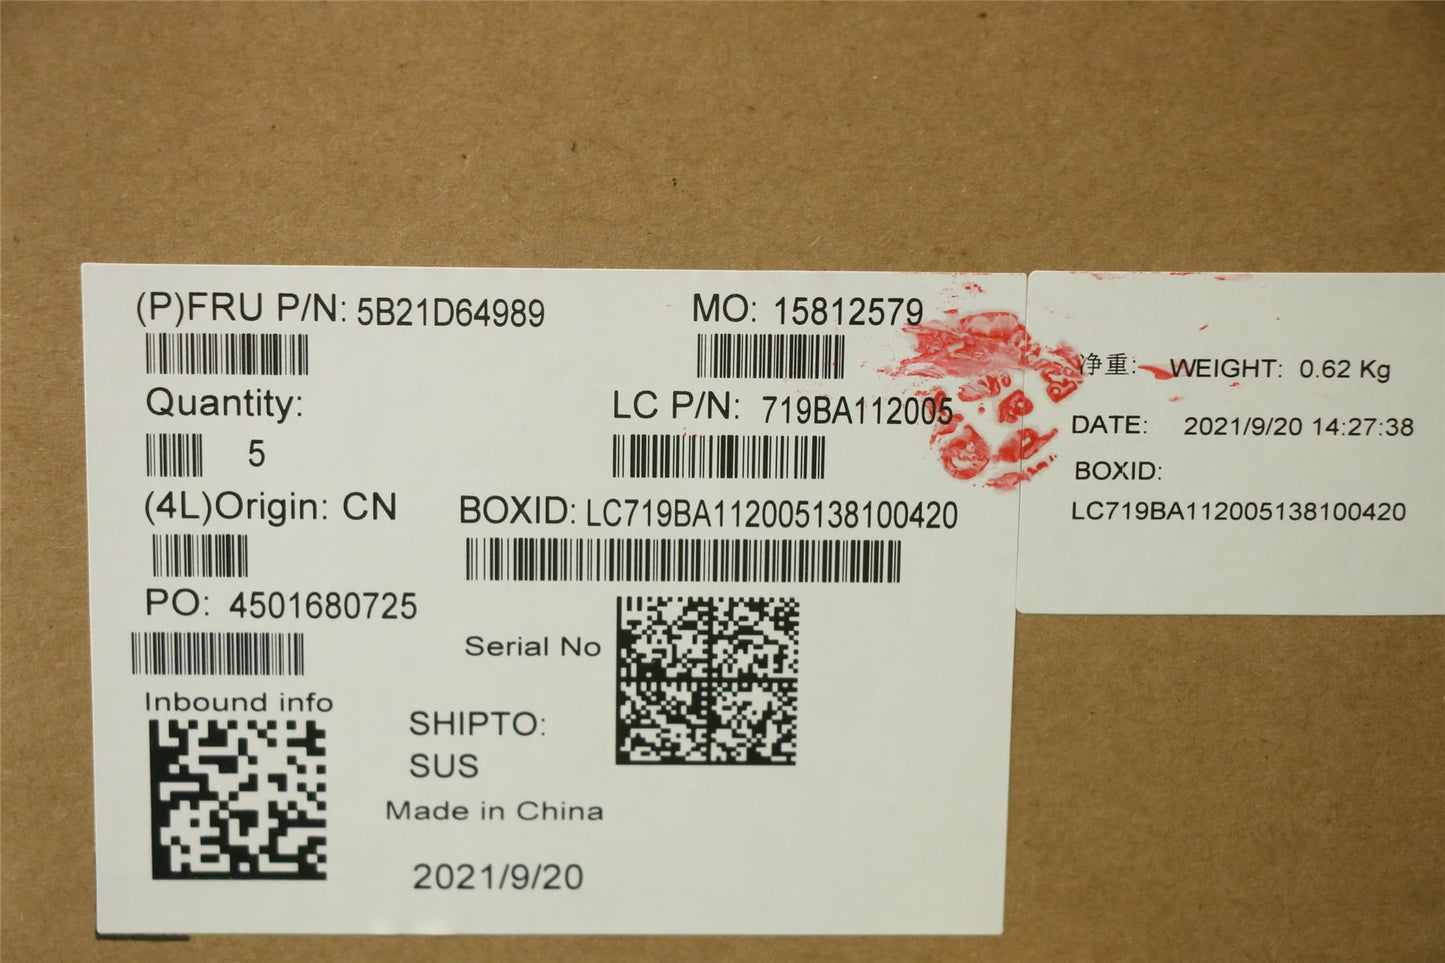 (P)FRU P/N: 5B21D64989
MO: 15812579
Quantity:
5
LC P/N: 719BA112005
(4L)Origin: CN
BOXID: LC719BA112005138100420
PO: 4501680725
Serial No
Inbound info
SHIPTO:
SUS
Made in China
2021/9/20
净重: WEIGHT: 0.62 Kg
DATE: 2021/9/20 14:27:38
BOXID:
LC719BA112005138100420